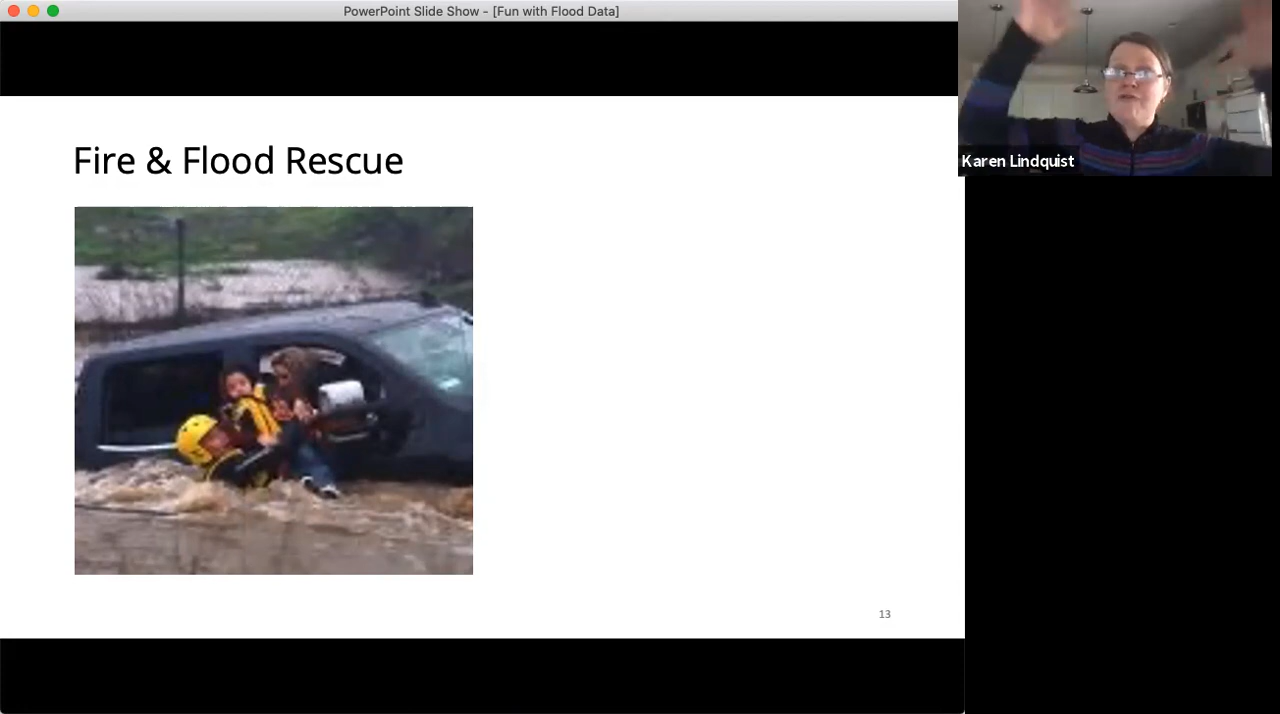 PowerPoint Slide Show - [Fun with Flood Data]
Karen Lindquist
Fire & Flood Rescue
13